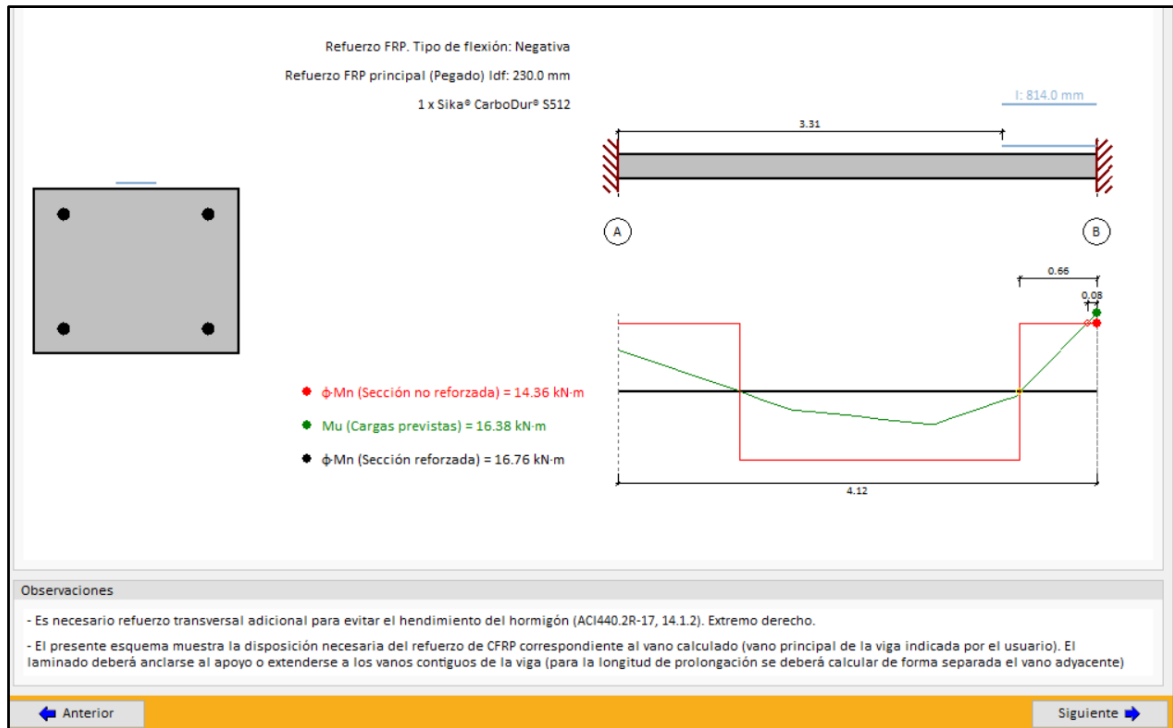 Refuerzo FRP. Tipo de flexión: Negativa
Refuerzo FRP principal (Pegado) ldf: 230.0 mm
1 x Sika® CarboDur® S512
l: 814.0 mm
3.31
A
B
0.66
0.08
ϕ·Mn (Sección no reforzada) = 14.36 kN·m
Mu (Cargas previstas) = 16.38 kN·m
ϕ·Mn (Sección reforzada) = 16.76 kN·m
4.12
Observaciones
- Es necesario refuerzo transversal adicional para evitar el hendimiento del hormigón (ACI440.2R-17, 14.1.2). Extremo derecho.
- El presente esquema muestra la disposición necesaria del refuerzo de CFRP correspondiente al vano calculado (vano principal de la viga indicada por el usuario). El
laminado deberá anclarse al apoyo o extenderse a los vanos contiguos de la viga (para la longitud de prolongación se deberá calcular de forma separada el vano adyacente)
Anterior
Siguiente